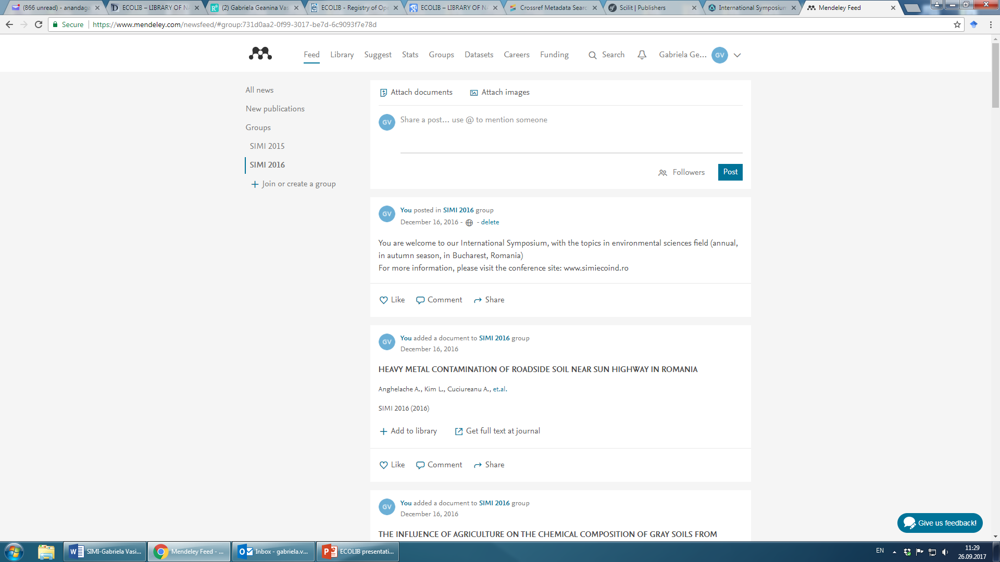 (866 unread) - anandaga
ECOLIB – LIBRARY OF NA
(2) Gabriela Geanina Vas
ECOLIB - Registry of Ope
ECOLIB – LIBRARY OF NA
Crossref Metadata Searc
Scilit | Publishers
International Symposium
Mendeley Feed
Secure https://www.mendeley.com/newsfeed/#group:731d0aa2-0f99-3017-be7d-6c9093f7e78d
Feed Library Suggest Stats Groups Datasets Careers Funding Search Gabriela Ge... GV
All news
New publications
Groups
SIMI 2015
SIMI 2016
Join or create a group
Attach documents Attach images
GV Share a post... use @ to mention someone
Followers Post
GV You posted in SIMI 2016 group
December 16, 2016 - - delete
You are welcome to our International Symposium, with the topics in environmental sciences field (annual,
in autumn season, in Bucharest, Romania)
For more information, please visit the conference site: www.simiecoind.ro
Like Comment Share
GV You added a document to SIMI 2016 group
December 16, 2016
HEAVY METAL CONTAMINATION OF ROADSIDE SOIL NEAR SUN HIGHWAY IN ROMANIA
Anghelache A., Kim L., Cuciureanu A., et.al.
SIMI 2016 (2016)
Add to library Get full text at journal
Like Comment Share
GV You added a document to SIMI 2016 group
December 16, 2016
THE INFLUENCE OF AGRICULTURE ON THE CHEMICAL COMPOSITION OF GRAY SOILS FROM
Give us feedback!
SIMI-Gabriela Vasi...
Mendeley Feed - ...
Inbox - gabriela.v...
ECOLIB presentati...
EN
11:29
26.09.2017